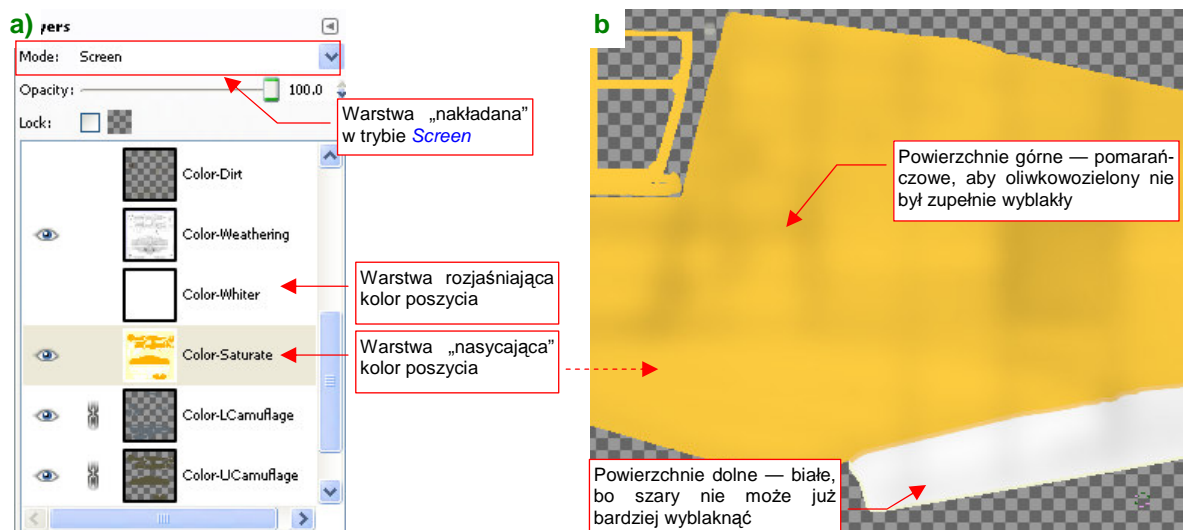 a) yers
Mode: Screen
Opacity: 100.0
Lock:
Color-Dirt
Color-Weathering
Color-Whiter
Color-Saturate
Color-LCamuflage
Color-UCamuflage
Warstwa „nakładana”
w trybie Screen
Warstwa rozjaśniająca
kolor poszycia
Warstwa „nasycająca”
kolor poszycia
b
Powierzchnie górne — pomarań-
czowe, aby oliwkowozielony nie
był zupełnie wyblakły
Powierzchnie dolne — białe,
bo szary nie może już
bardziej wyblaknąć